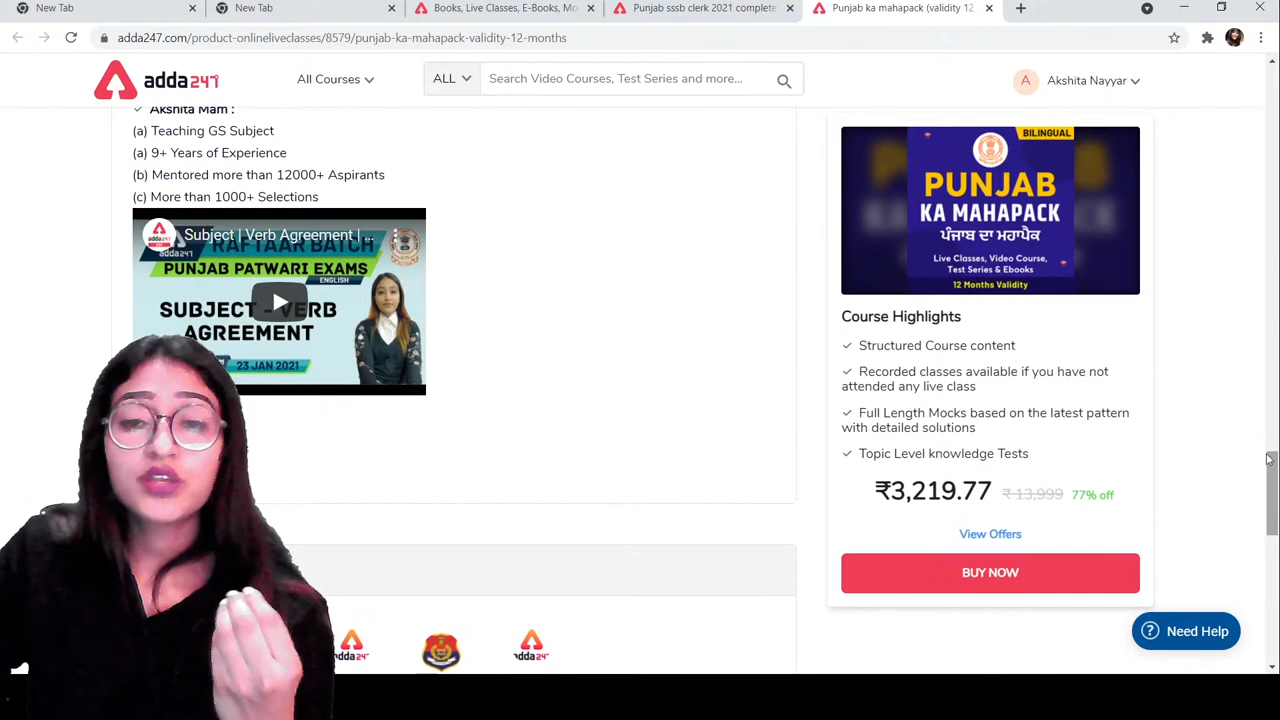 New Tab
New Tab
Books, Live Classes, E-Books, Mo
Punjab sssb clerk 2021 complete
Punjab ka mahapack (validity 12
adda247.com/product-onlineliveclasses/8579/punjab-ka-mahapack-validity-12-months
adda247
All Courses
ALL
Search Video Courses, Test Series and more...
A
Akshita Nayyar
Akshita Mam :
(a) Teaching GS Subject
(a) 9+ Years of Experience
(b) Mentored more than 12000+ Aspirants
(c) More than 1000+ Selections
Subject | Verb Agreement | ...
adda247
RAFTAAR BATCH
PUNJAB PATWARI EXAMS
ENGLISH
SUBJECT - VERB
AGREEMENT
23 JAN 2021
BILINGUAL
PUNJAB
KA MAHAPACK
ਪੰਜਾਬ ਦਾ ਮਹਾਪੈਕ
Live Classes, Video Course,
Test Series & Ebooks
12 Months Validity
Course Highlights
Structured Course content
Recorded classes available if you have not
attended any live class
Full Length Mocks based on the latest pattern
with detailed solutions
Topic Level knowledge Tests
₹3,219.77 ₹ 13,999 77% off
View Offers
BUY NOW
Need Help
adda247
adda247